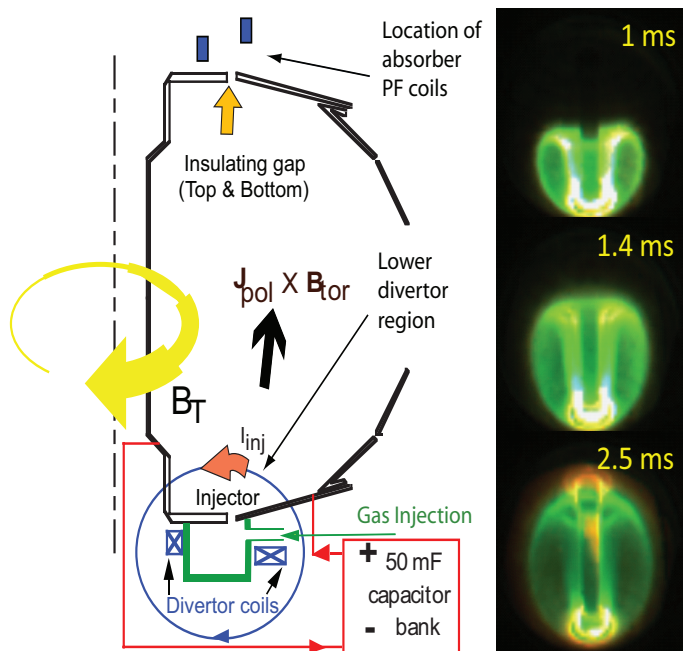 Location of
absorber
PF coils
Insulating gap
(Top & Bottom)
Jpol X Btor
Lower
divertor
region
BT
Iinj
Injector
Gas Injection
Divertor coils
+ 50 mF
capacitor
- bank
1 ms
1.4 ms
2.5 ms